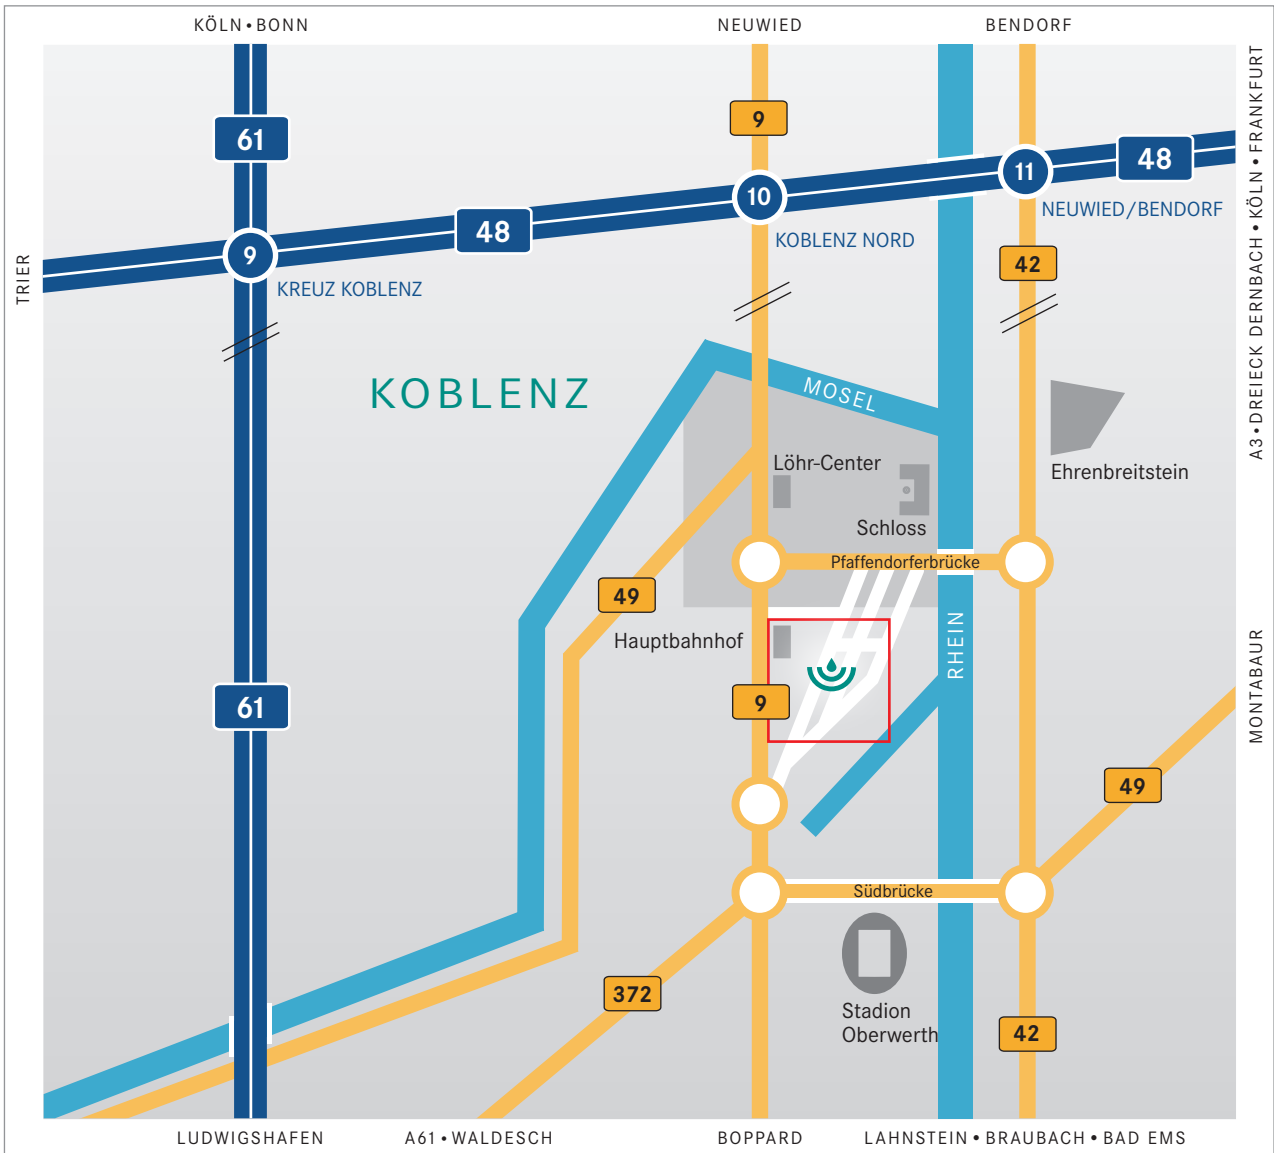 KÖLN • BONN
NEUWIED
BENDORF
A3 • DREIECK DERNBACH • KÖLN • FRANKFURT
61
9
48
11
10
48
NEUWIED/BENDORF
KOBLENZ NORD
9
42
KREUZ KOBLENZ
TRIER
KOBLENZ
MOSEL
Löhr-Center
Ehrenbreitstein
Schloss
Pfaffendorferbrücke
49
Hauptbahnhof
RHEIN
MONTABAUR
61
9
49
Südbrücke
372
Stadion
Oberwerth
42
LUDWIGSHAFEN
A61 • WALDESCH
BOPPARD
LAHNSTEIN • BRAUBACH • BAD EMS